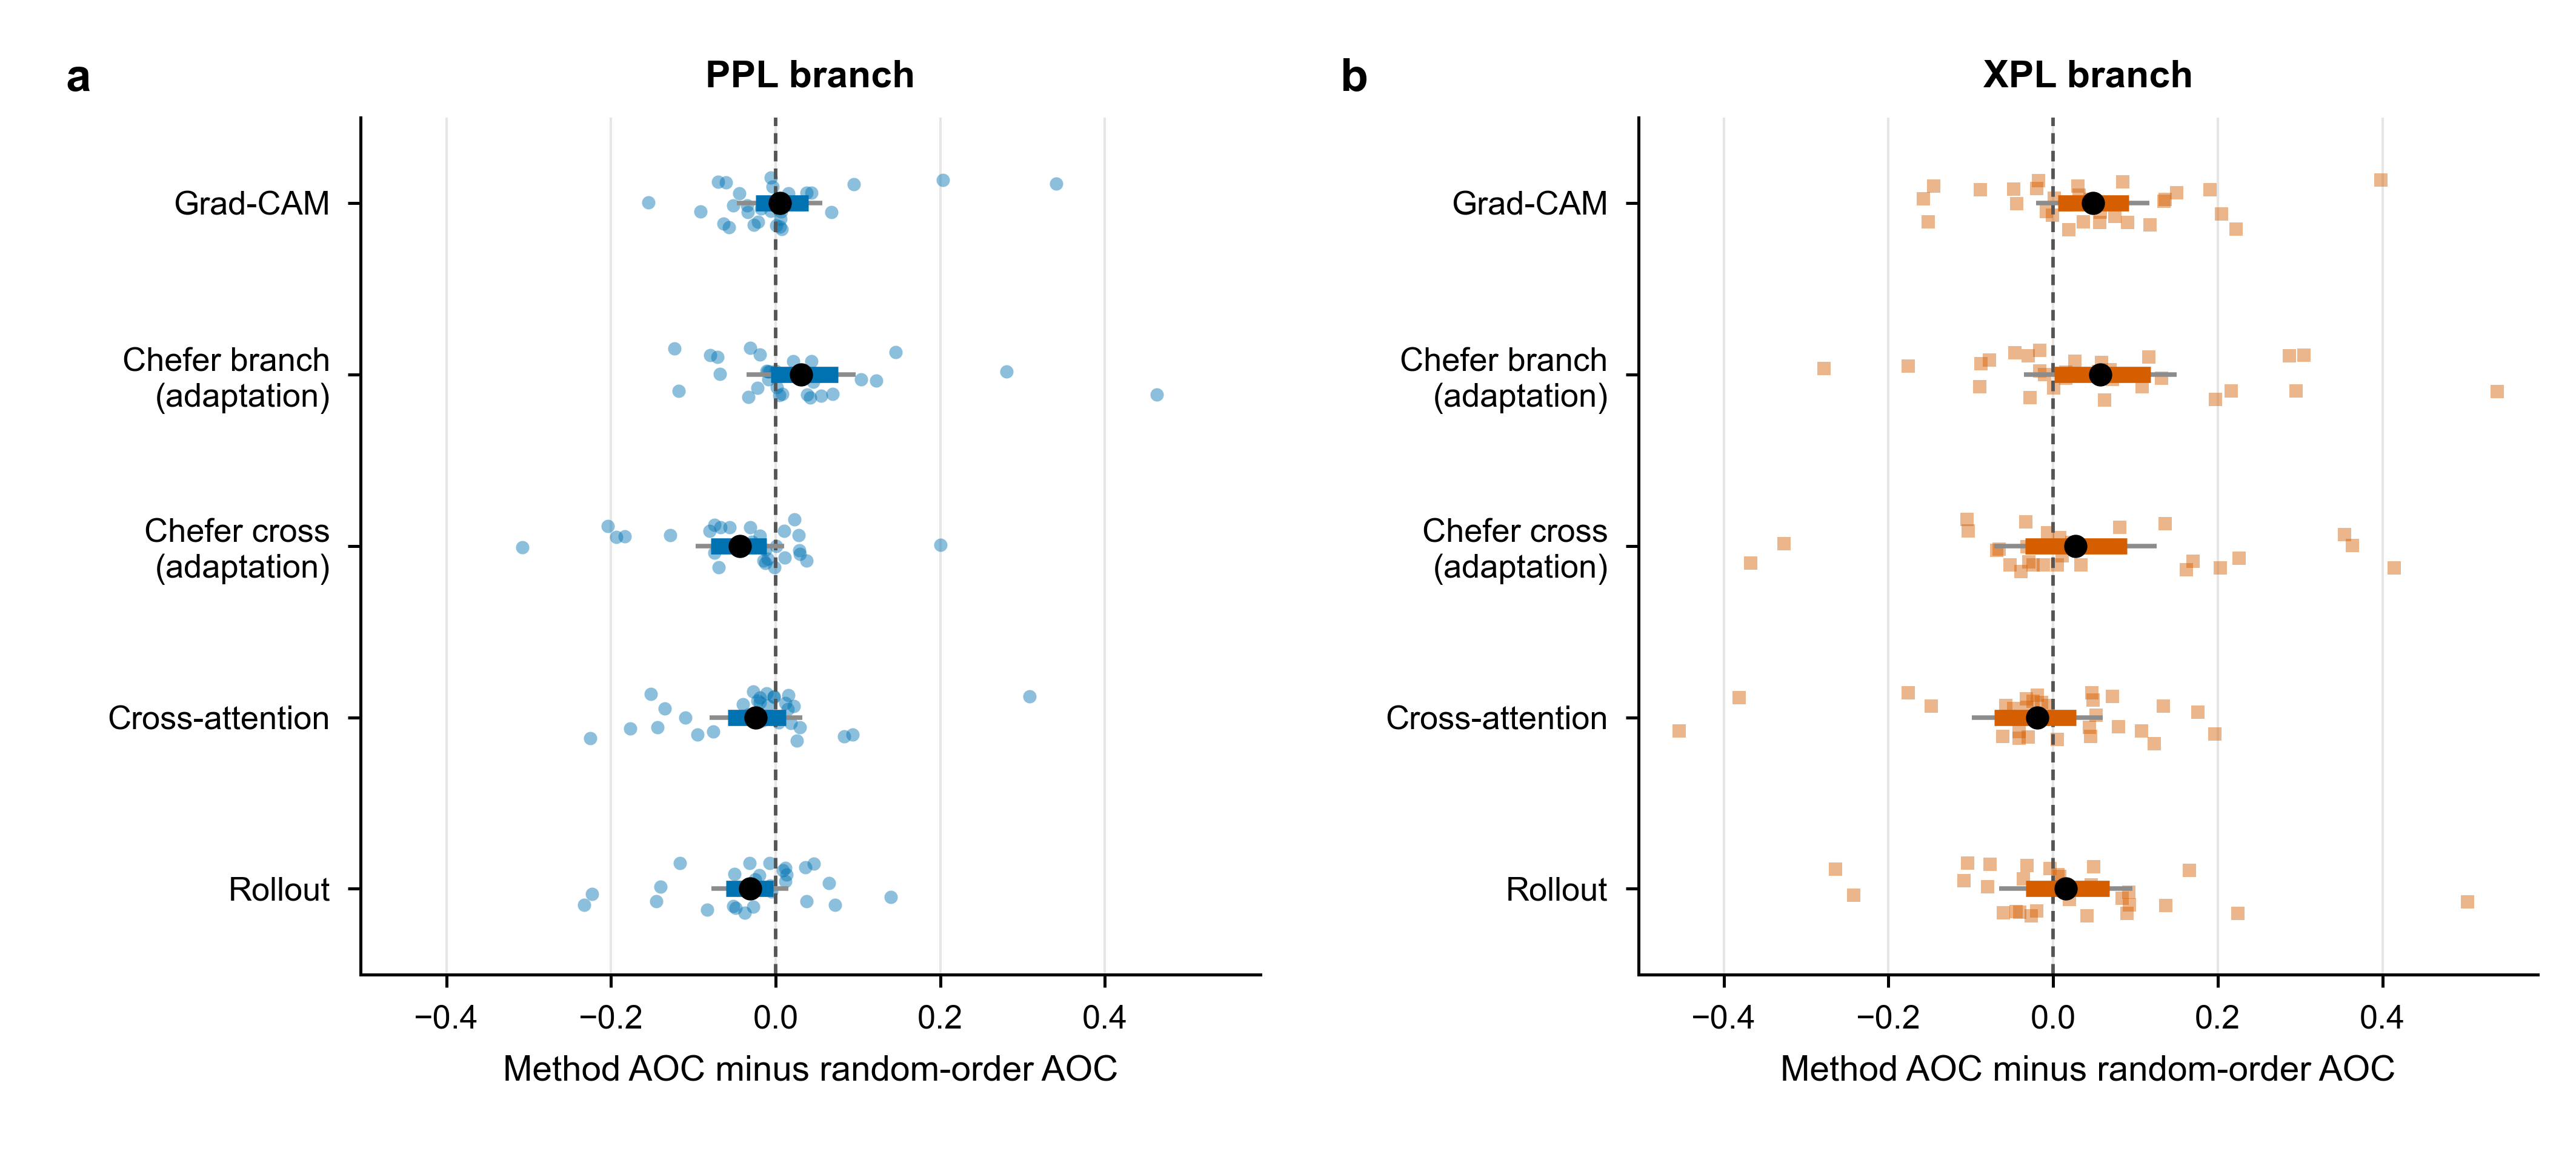 a
PPL branch
Grad-CAM
Chefer branch
(adaptation)
Chefer cross
(adaptation)
Cross-attention
Rollout
−0.4 −0.2 0.0 0.2 0.4
Method AOC minus random-order AOC
b
XPL branch
Grad-CAM
Chefer branch
(adaptation)
Chefer cross
(adaptation)
Cross-attention
Rollout
−0.4 −0.2 0.0 0.2 0.4
Method AOC minus random-order AOC